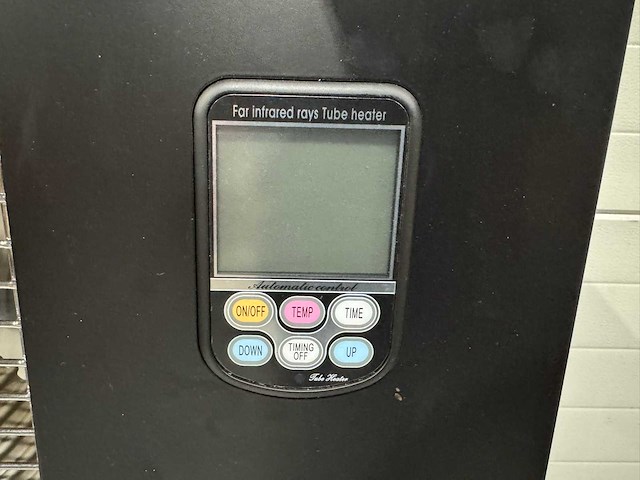 Far infrared rays Tube heater
Automatic control
ON/OFF TEMP TIME
DOWN TIMING OFF UP
Tube Heater